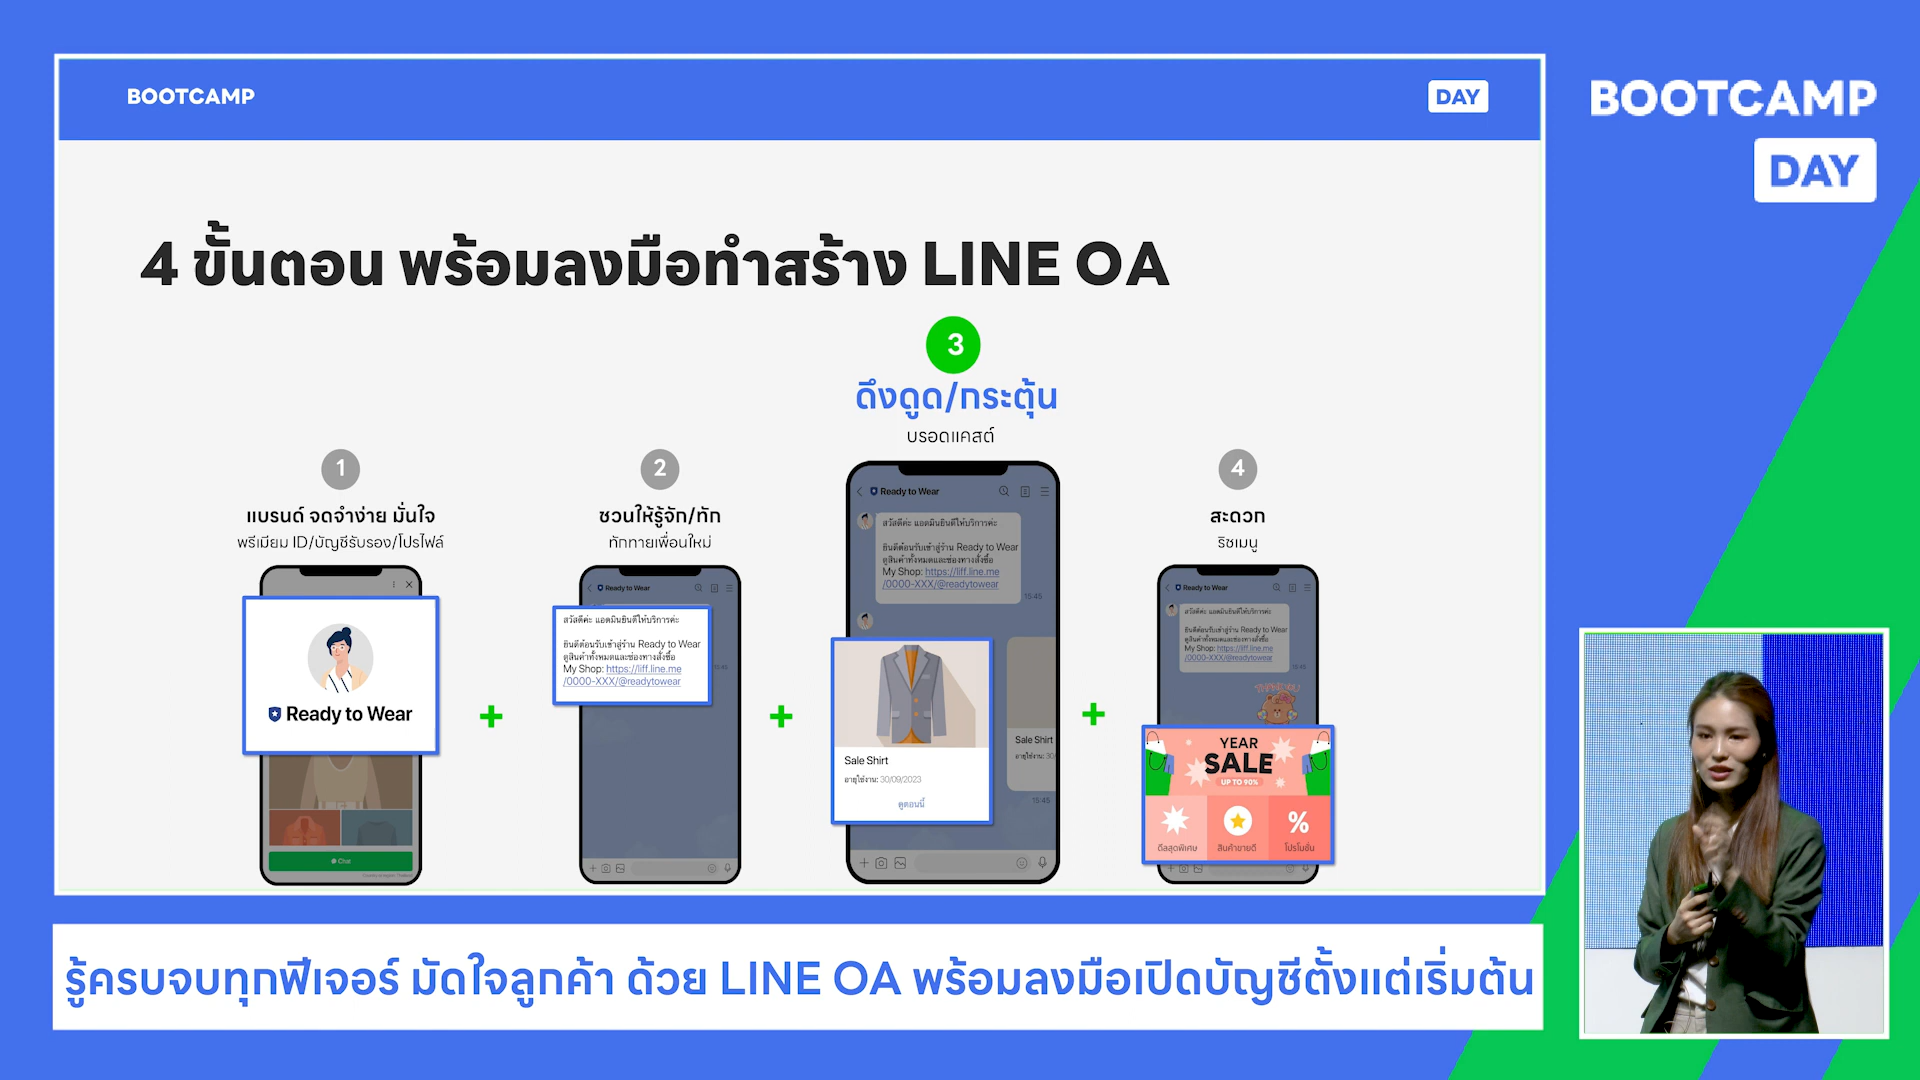 BOOTCAMP
DAY
BOOTCAMP
DAY
4 ขั้นตอน พร้อมลงมือทำสร้าง LINE OA
1
แบรนด์ จดจำง่าย มั่นใจ
พรีเมียม ID/บัญชีรับรอง/โปรไฟล์
Ready to Wear
Chat
2
ชวนให้รู้จัก/ทัก
ทักทายเพื่อนใหม่
Ready to Wear
สวัสดีค่ะ แอดมินยินดีให้บริการค่ะ
ยินดีต้อนรับเข้าสู่ร้าน Ready to Wear
ดูสินค้าทั้งหมดและช่องทางสั่งซื้อ
My Shop: https://liff.line.me
/0000-XXX/@readytowear
15:45
3
ดึงดูด/กระตุ้น
บรอดแคสต์
Ready to Wear
สวัสดีค่ะ แอดมินยินดีให้บริการค่ะ
ยินดีต้อนรับเข้าสู่ร้าน Ready to Wear
ดูสินค้าทั้งหมดและช่องทางสั่งซื้อ
My Shop: https://liff.line.me
/0000-XXX/@readytowear
15:45
Sale Shirt
อายุใช้งาน: 30/09/2023
ดูตอนนี้
Sale Shirt
อายุใช้งาน: 30
15:45
4
สะดวก
ริชเมนู
Ready to Wear
สวัสดีค่ะ แอดมินยินดีให้บริการค่ะ
ยินดีต้อนรับเข้าสู่ร้าน Ready to Wear
ดูสินค้าทั้งหมดและช่องทางสั่งซื้อ
My Shop: https://liff.line.me
/0000-XXX/@readytowear
15:45
THANK YOU
YEAR
SALE
UP TO 90%
ดีลสุดพิเศษ
สินค้าขายดี
%
โปรโมชั่น
รู้ครบจบทุกฟีเจอร์ มัดใจลูกค้า ด้วย LINE OA พร้อมลงมือเปิดบัญชีตั้งแต่เริ่มต้น